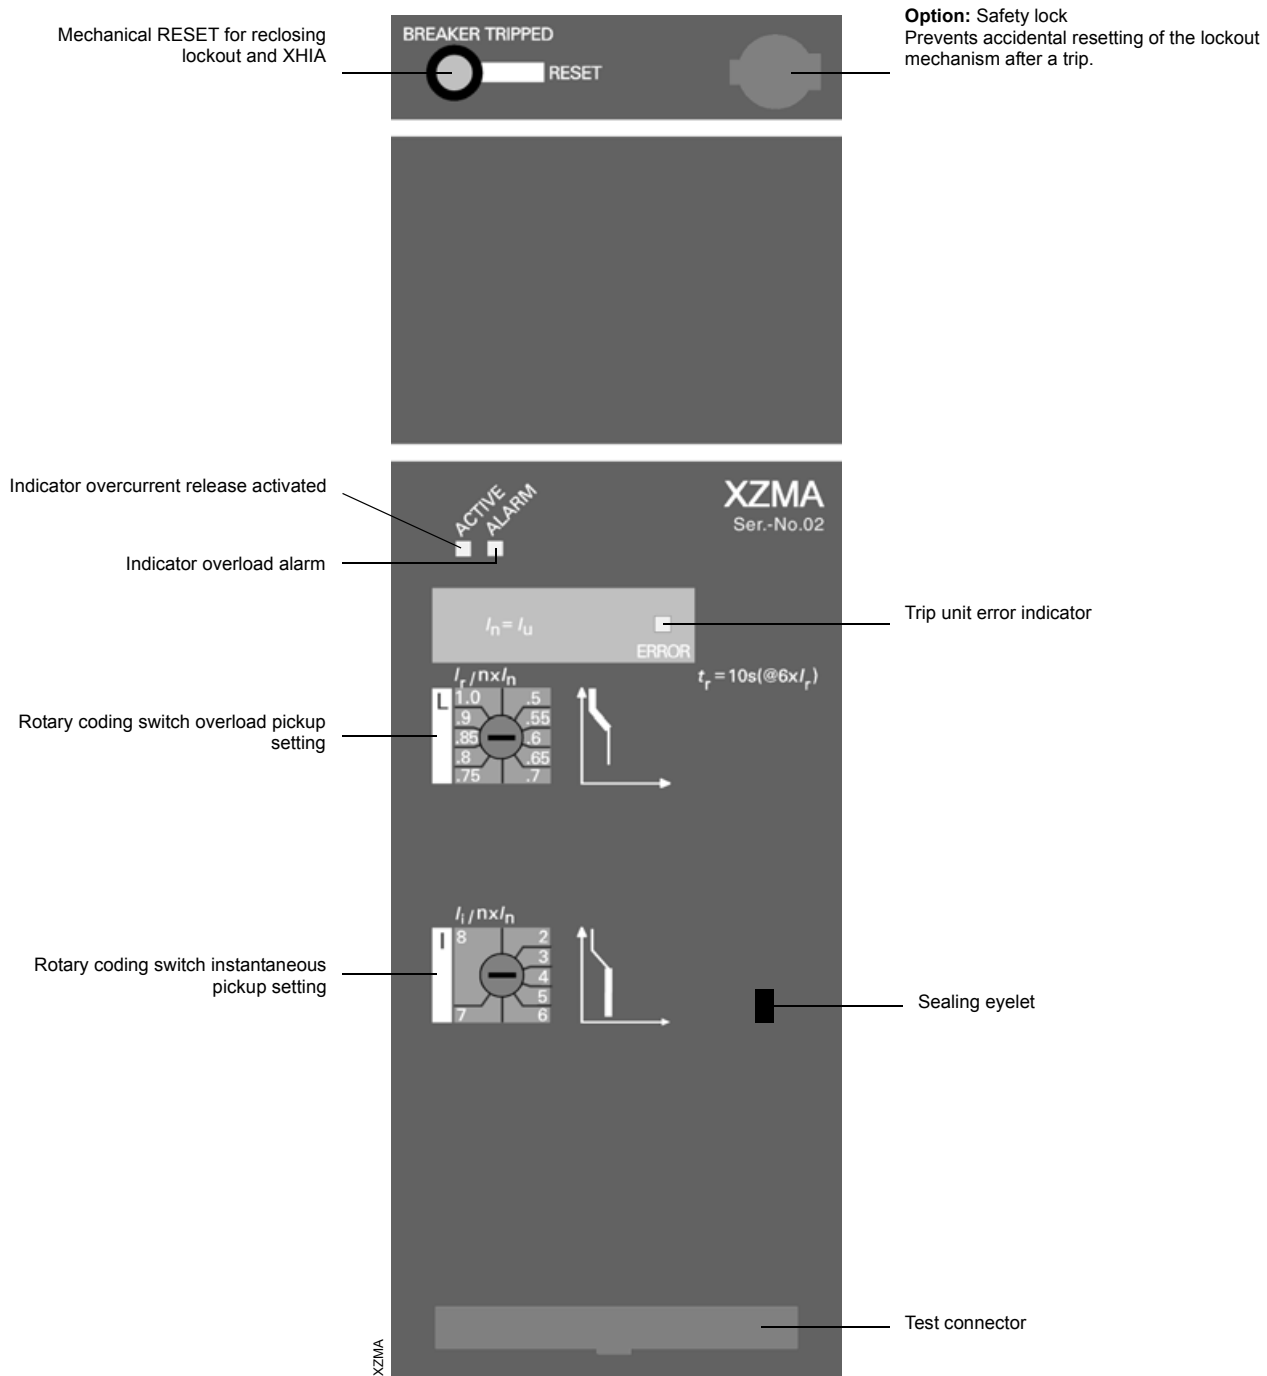 Mechanical RESET for reclosing
lockout and XHIA
BREAKER TRIPPED
RESET
Option: Safety lock
Prevents accidental resetting of the lockout
mechanism after a trip.
Indicator overcurrent release activated
Indicator overload alarm
ACTIVE
ALARM
XZMA
Ser.-No.02
In = Iu
ERROR
Trip unit error indicator
Ir / nxIn
tr = 10s(@6xIr)
Rotary coding switch overload pickup
setting
L
1.0 .5
.9 .55
.85 .6
.8 .65
.75 .7
Ii / nxIn
Rotary coding switch instantaneous
pickup setting
I
8 2
3
4
5
7 6
Sealing eyelet
Test connector
XZMA